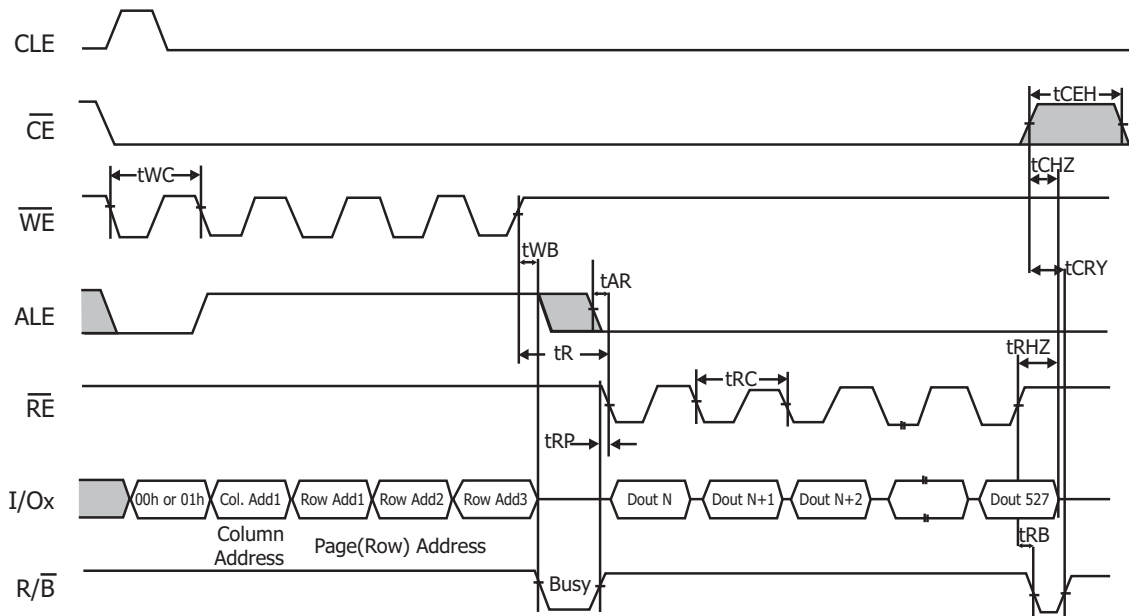 CLE
tCEH
CE
tWC
tCHZ
WE
tWB
tCRY
tAR
ALE
tR
tRHZ
tRC
RE
tRP
I/Ox
00h or 01h
Col. Add1
Row Add1
Row Add2
Row Add3
Dout N
Dout N+1
Dout N+2
Dout 527
Column
Address
Page(Row) Address
tRB
R/B
Busy